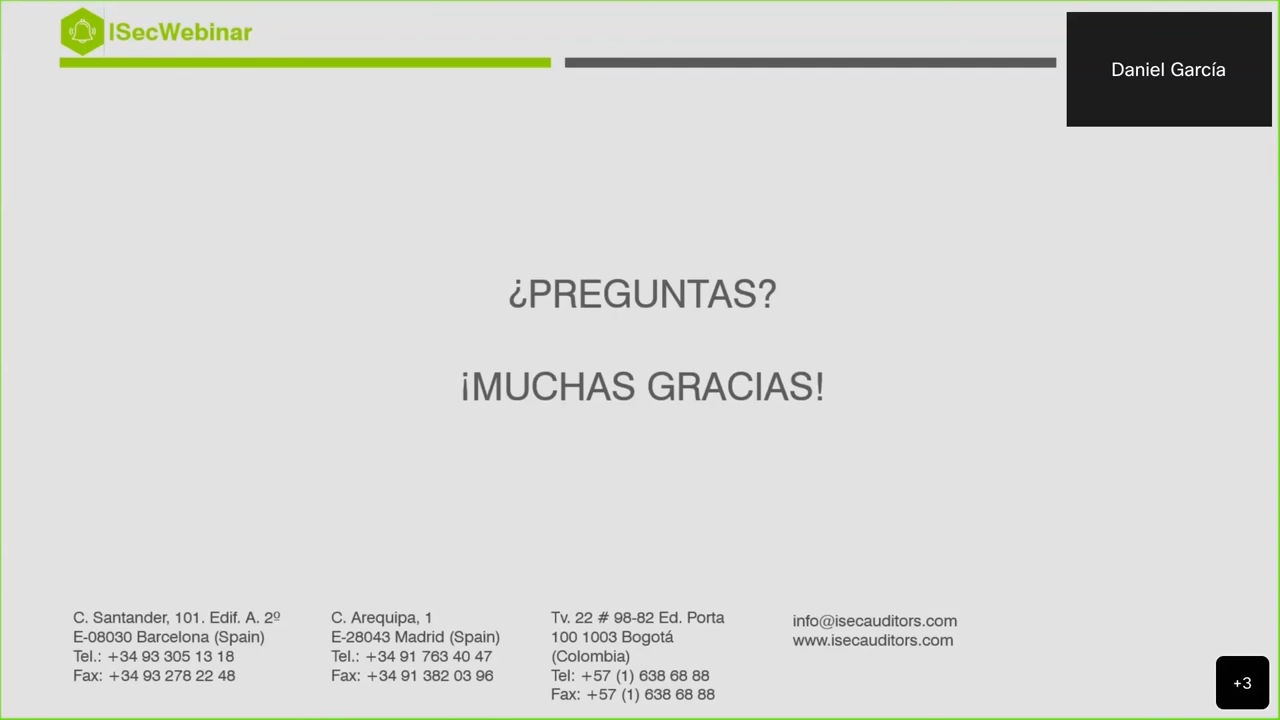 ISecWebinar
Daniel García
¿PREGUNTAS?
¡MUCHAS GRACIAS!
C. Santander, 101. Edif. A. 2º
E-08030 Barcelona (Spain)
Tel.: +34 93 305 13 18
Fax: +34 93 278 22 48
C. Arequipa, 1
E-28043 Madrid (Spain)
Tel.: +34 91 763 40 47
Fax: +34 91 382 03 96
Tv. 22 # 98-82 Ed. Porta
100 1003 Bogotá
(Colombia)
Tel: +57 (1) 638 68 88
Fax: +57 (1) 638 68 88
info@isecauditors.com
www.isecauditors.com
+3